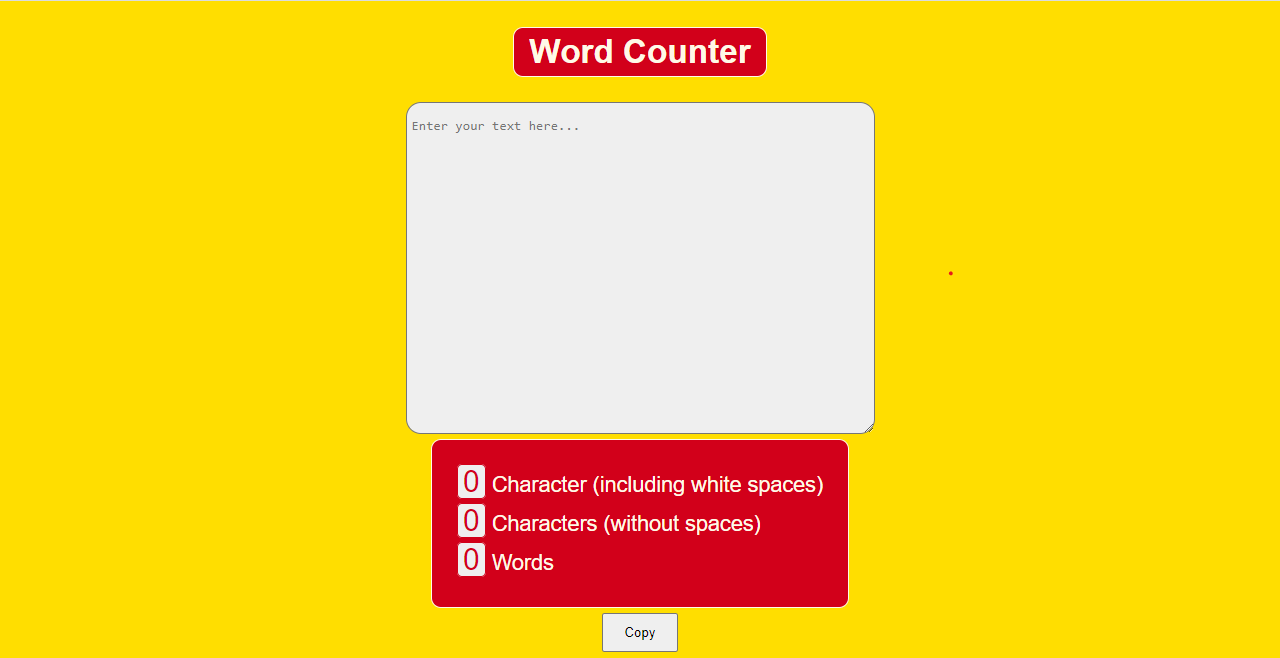 Word Counter
Enter your text here...
0 Character (including white spaces)
0 Characters (without spaces)
0 Words
Copy